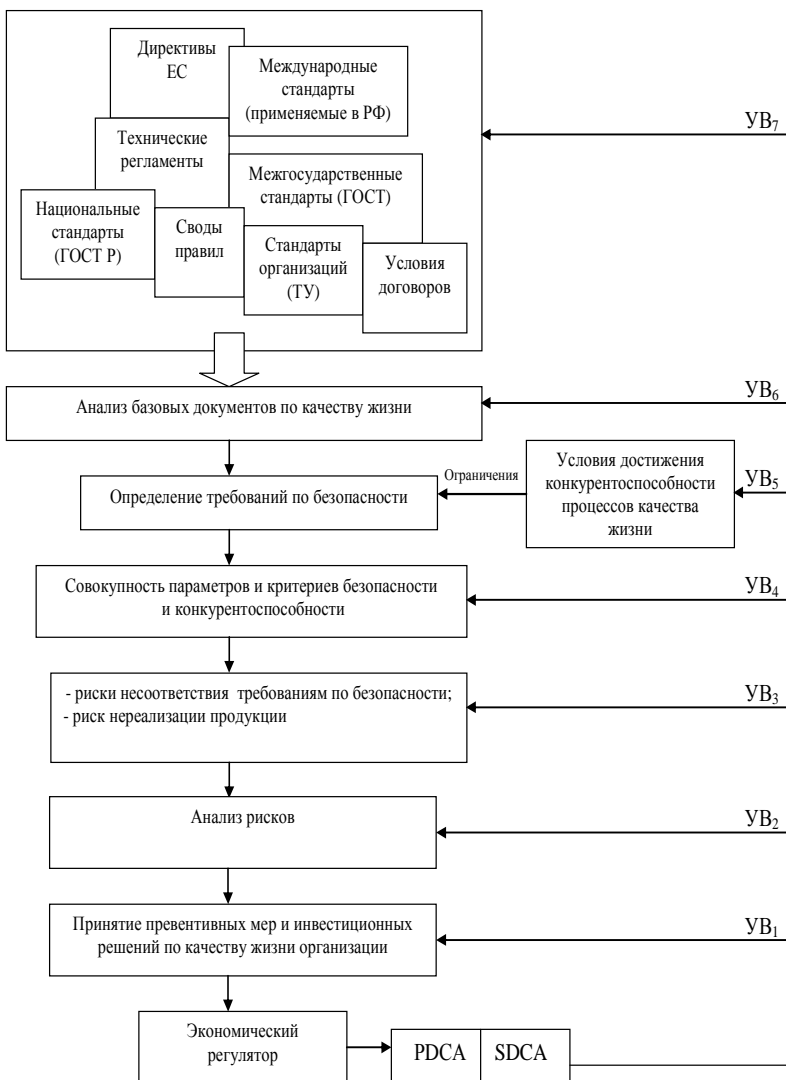 Директивы
ЕС
Международные
стандарты
(применяемые в РФ)
УВ7
Технические
регламенты
Межгосударственные
стандарты (ГОСТ)
Национальные
стандарты
(ГОСТ Р)
Своды
правил
Стандарты
организаций
(ТУ)
Условия
договоров
Анализ базовых документов по качеству жизни
УВ6
Определение требований по безопасности
Ограничения
Условия достижения
конкурентоспособности
процессов качества
жизни
УВ5
Совокупность параметров и критериев безопасности
и конкурентоспособности
УВ4
- риски несоответствия требованиям по безопасности;
- риск нереализации продукции
УВ3
Анализ рисков
УВ2
Принятие превентивных мер и инвестиционных
решений по качеству жизни организации
УВ1
Экономический
регулятор
PDCA SDCA